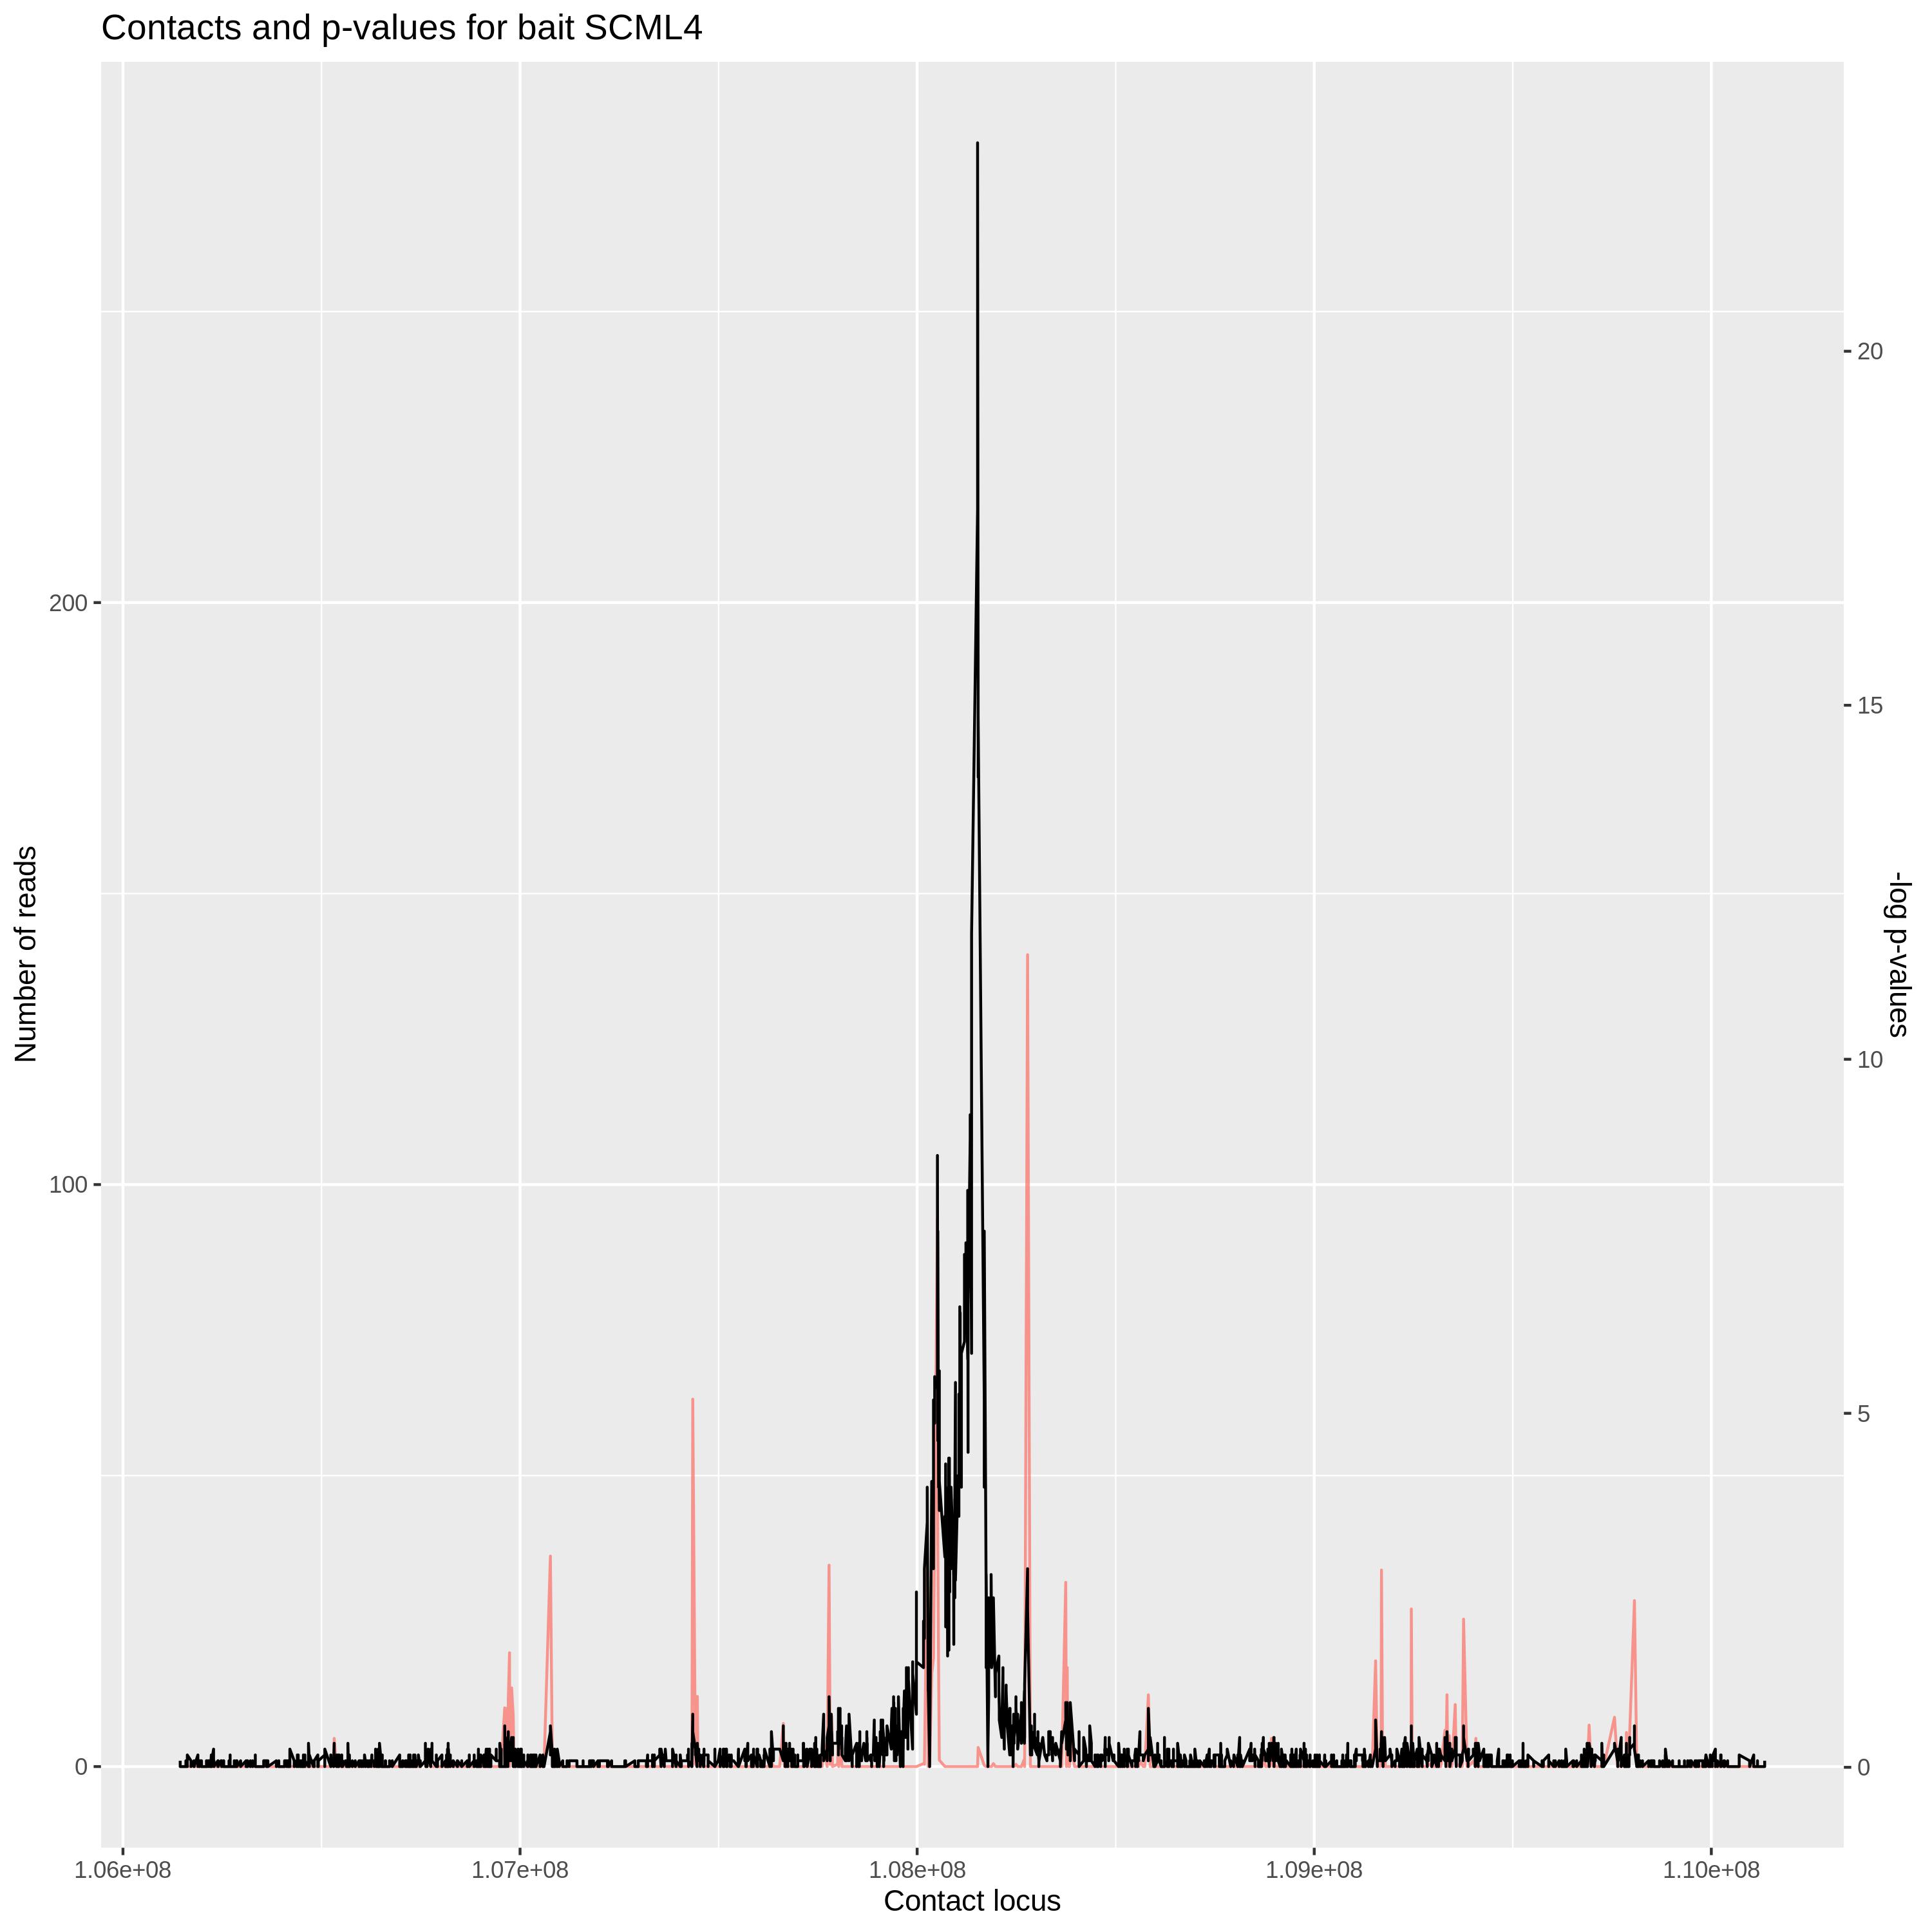 Contacts and p-values for bait SCML4
Number of reads
200
100
0
20
15
10
5
0
-log p-values
1.06e+08
1.07e+08
1.08e+08
1.09e+08
1.10e+08
Contact locus